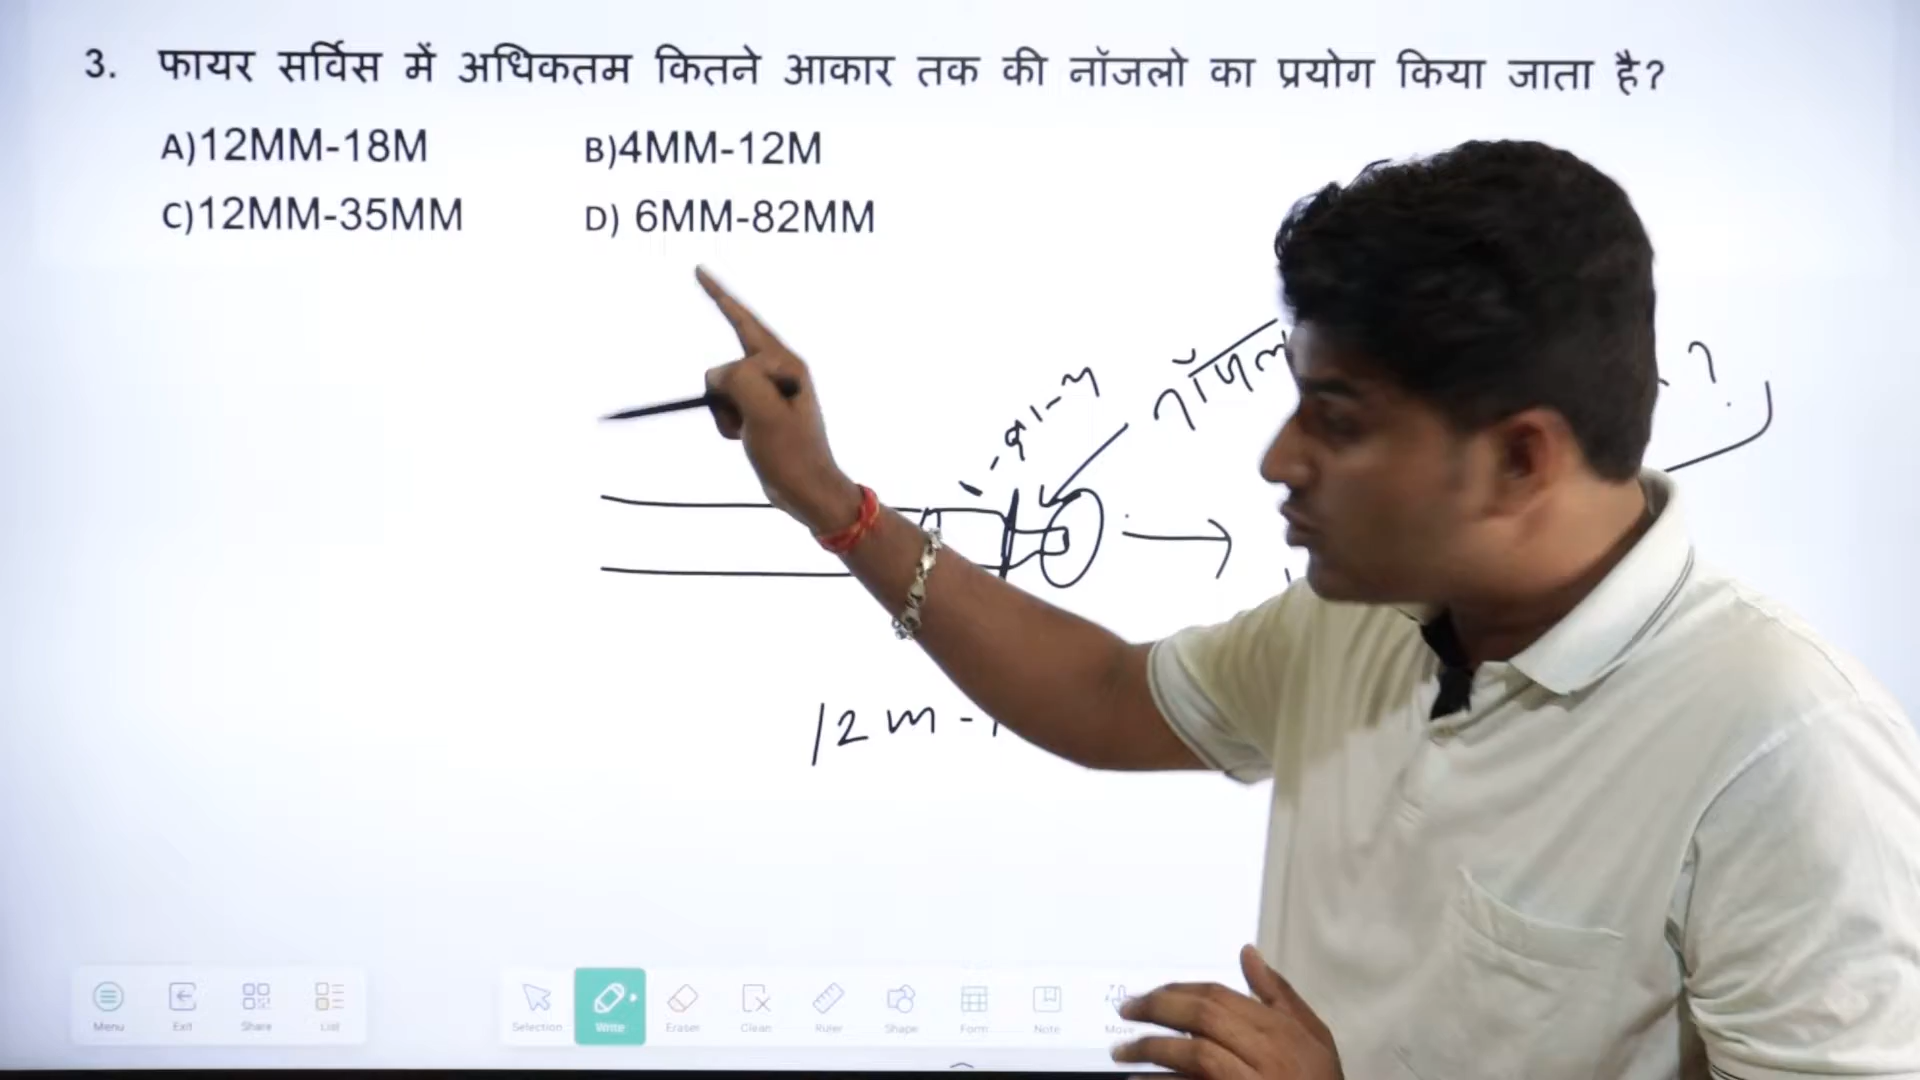 3. फायर सर्विस में अधिकतम कितने आकार तक की नॉजलो का प्रयोग किया जाता है?
A)12MM-18M B)4MM-12M
C)12MM-35MM D) 6MM-82MM
नॉजल
?
12 m -
Menu Exit Share List Selection Write Eraser Clean Ruler Shape Form Note Move